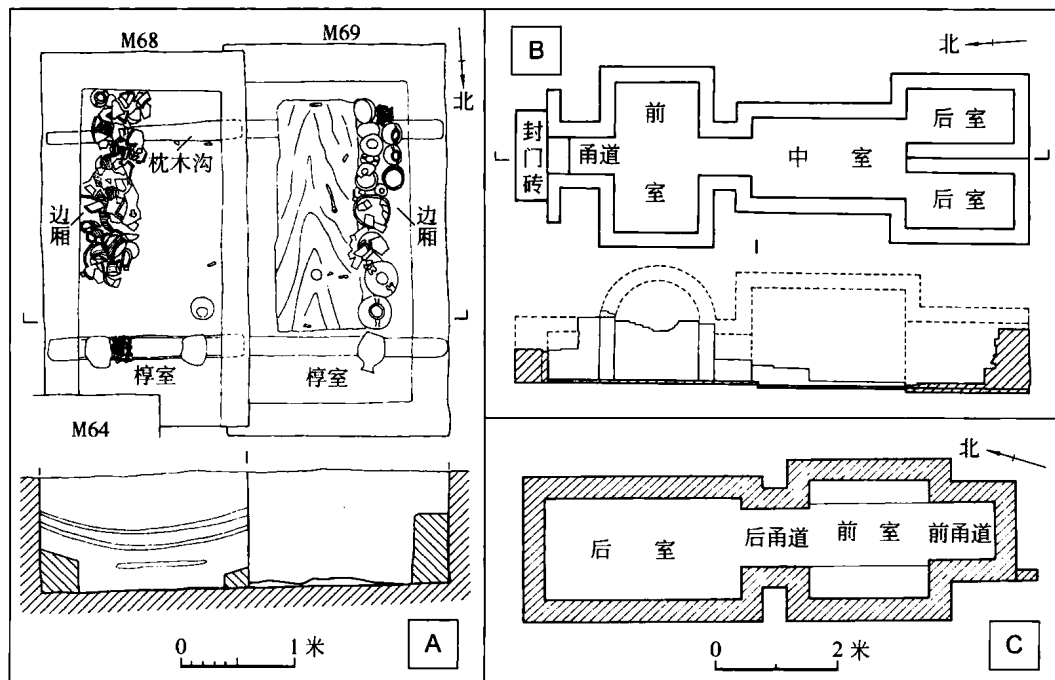 M68
M69
北
枕木沟
边厢
边厢
椁室
椁室
M64
0 1 米
A
B
北
封门砖
甬道
前室
中室
后室
后室
北
后室
后甬道
前室
前甬道
0 2 米
C